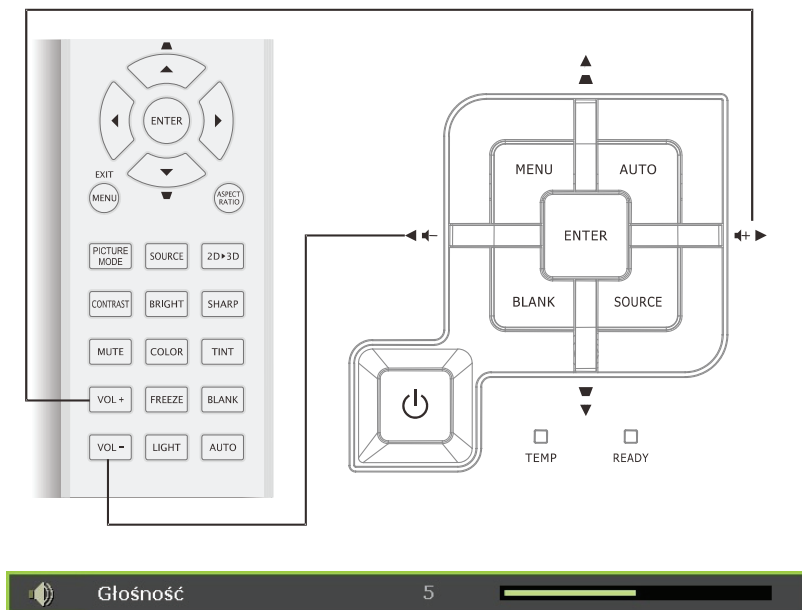 ENTER
EXIT
MENU
ASPECT
RATIO
PICTURE
MODE
SOURCE
2D▸3D
CONTRAST
BRIGHT
SHARP
MUTE
COLOR
TINT
VOL +
FREEZE
BLANK
VOL -
LIGHT
AUTO
MENU
AUTO
ENTER
BLANK
SOURCE
TEMP
READY
Głośność 5